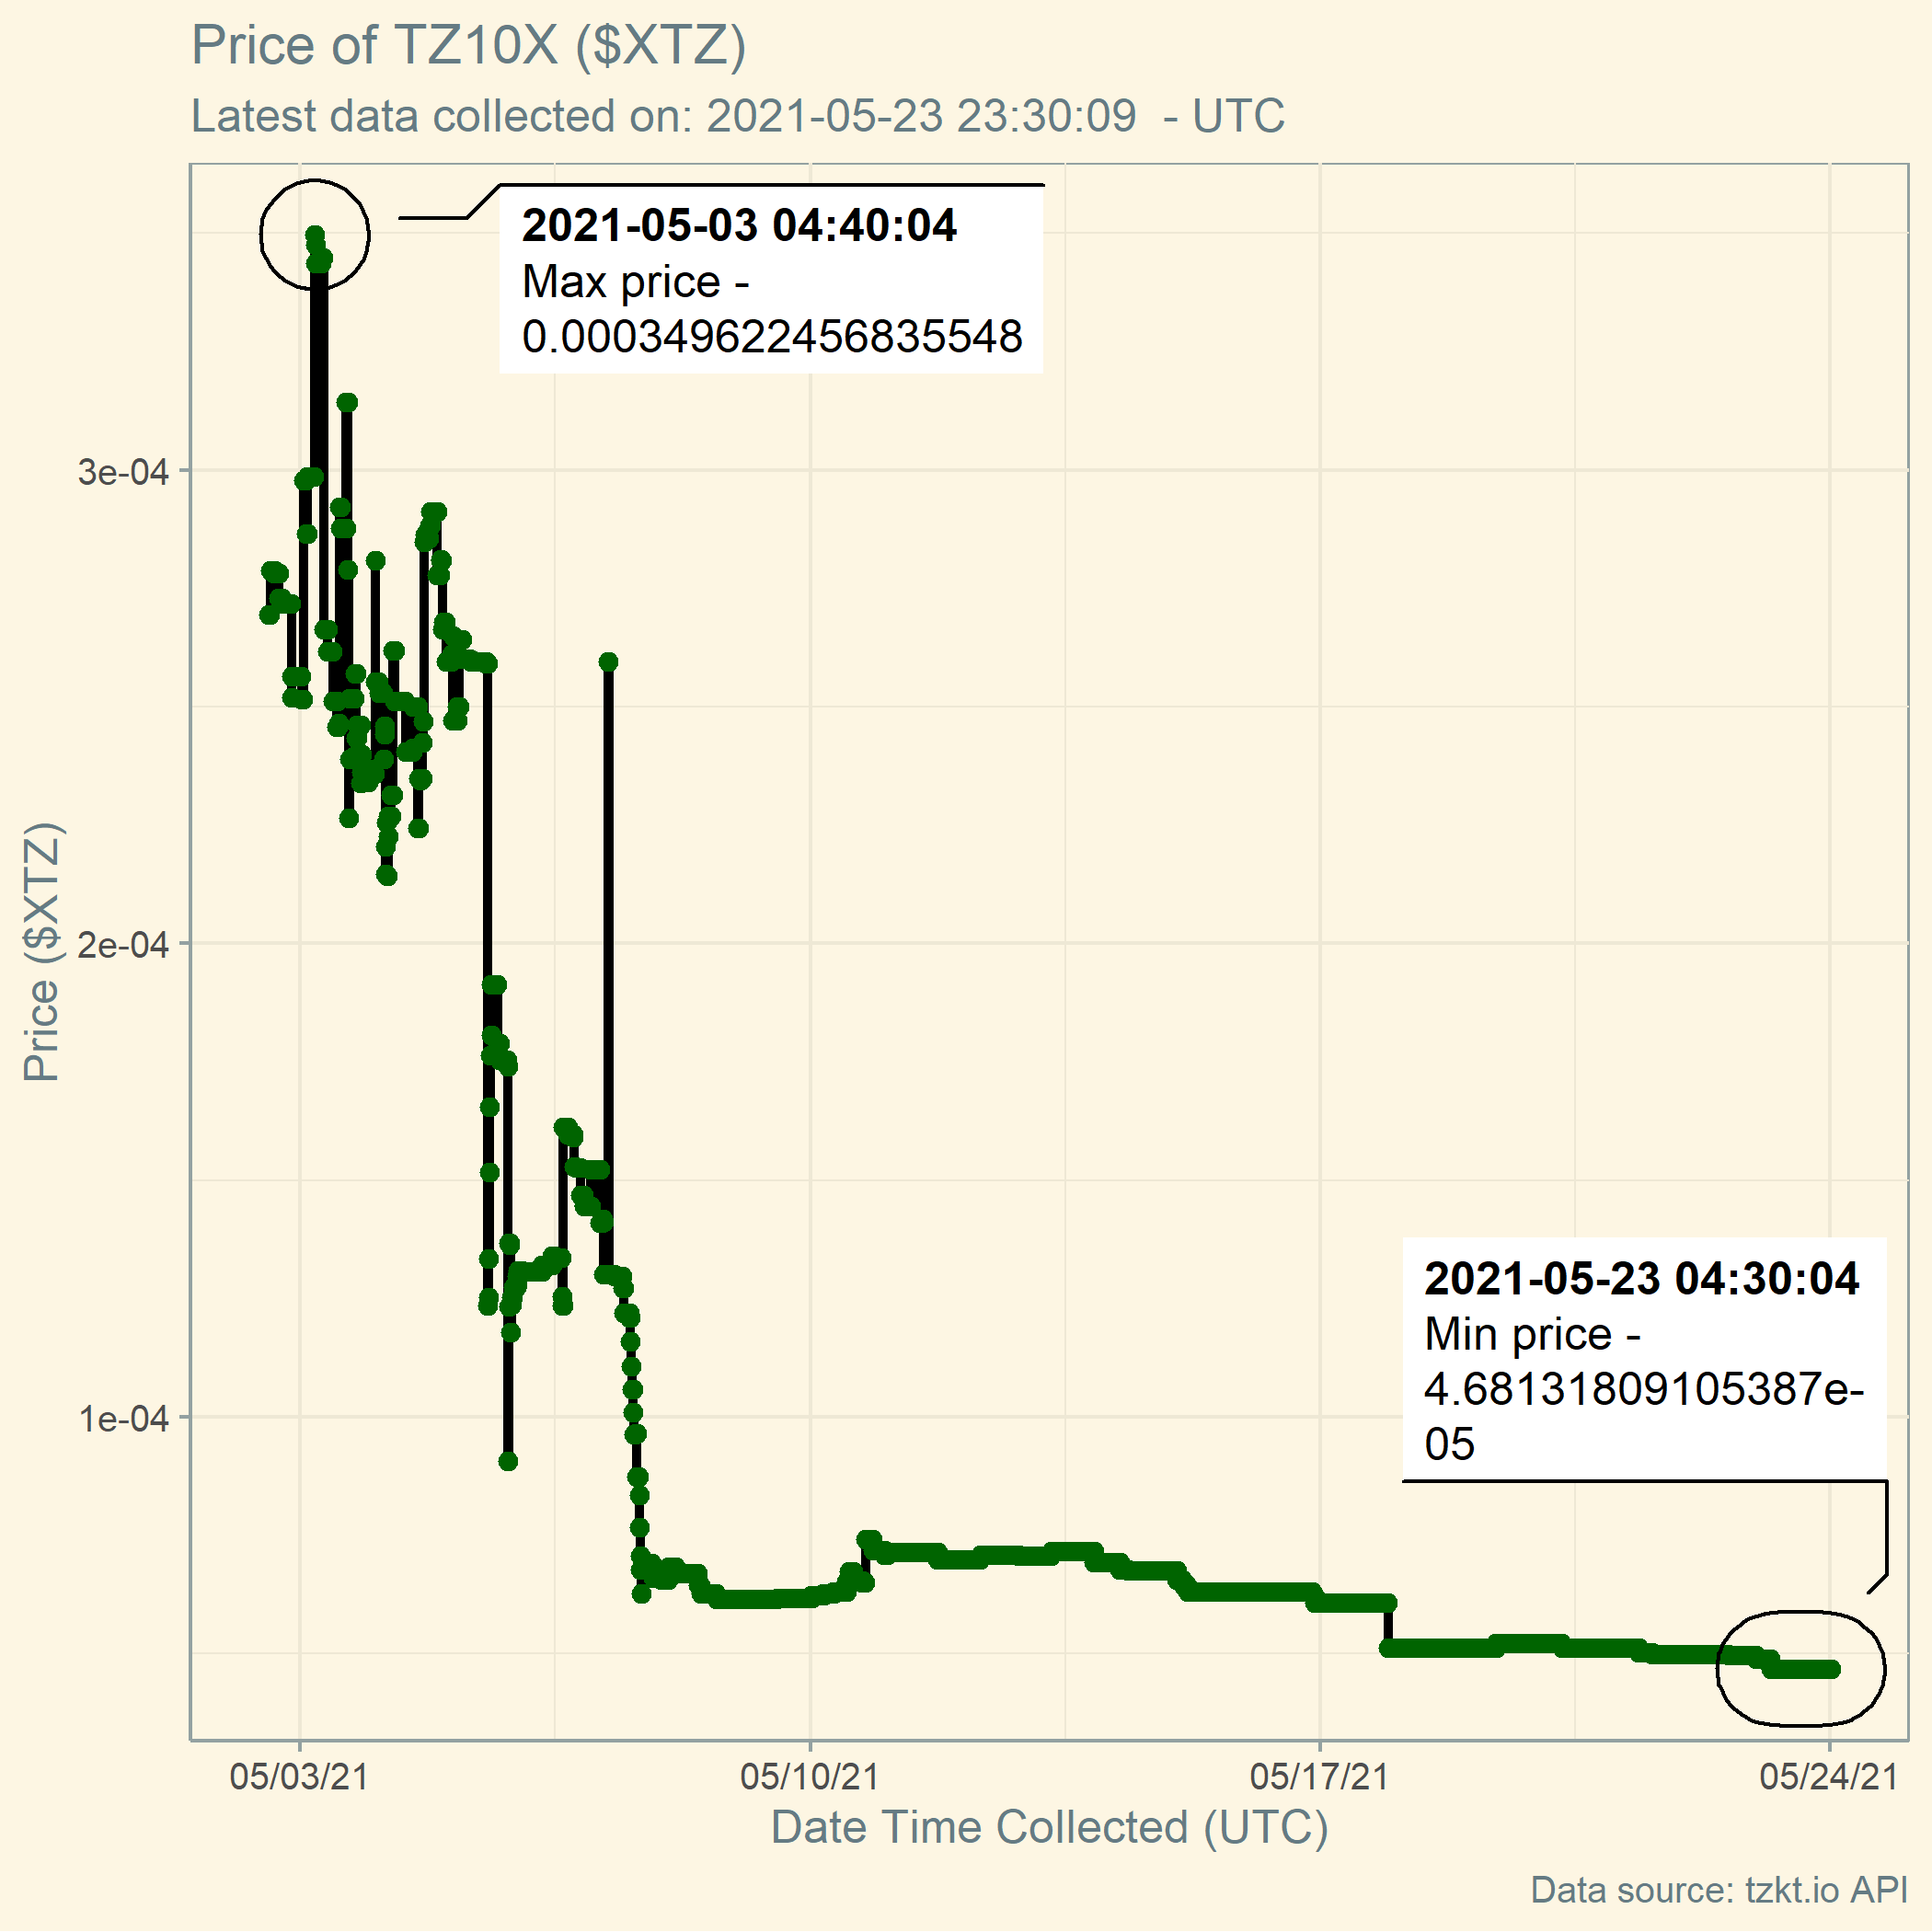 Price of TZ10X ($XTZ)
Latest data collected on: 2021-05-23 23:30:09  - UTC
2021-05-03 04:40:04
Max price -
0.000349622456835548
3e-04
2e-04
1e-04
Price ($XTZ)
2021-05-23 04:30:04
Min price -
4.68131809105387e-
05
05/03/21
05/10/21
05/17/21
05/24/21
Date Time Collected (UTC)
Data source: tzkt.io API